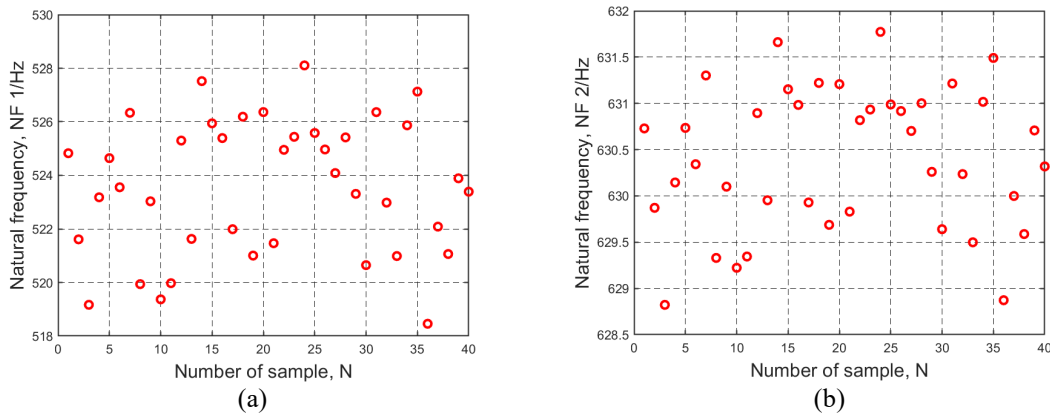 530
528
526
524
522
520
518
Natural frequency, NF 1/Hz
0 5 10 15 20 25 30 35 40
Number of sample, N
(a)
632
631.5
631
630.5
630
629.5
629
628.5
Natural frequency, NF 2/Hz
0 5 10 15 20 25 30 35 40
Number of sample, N
(b)